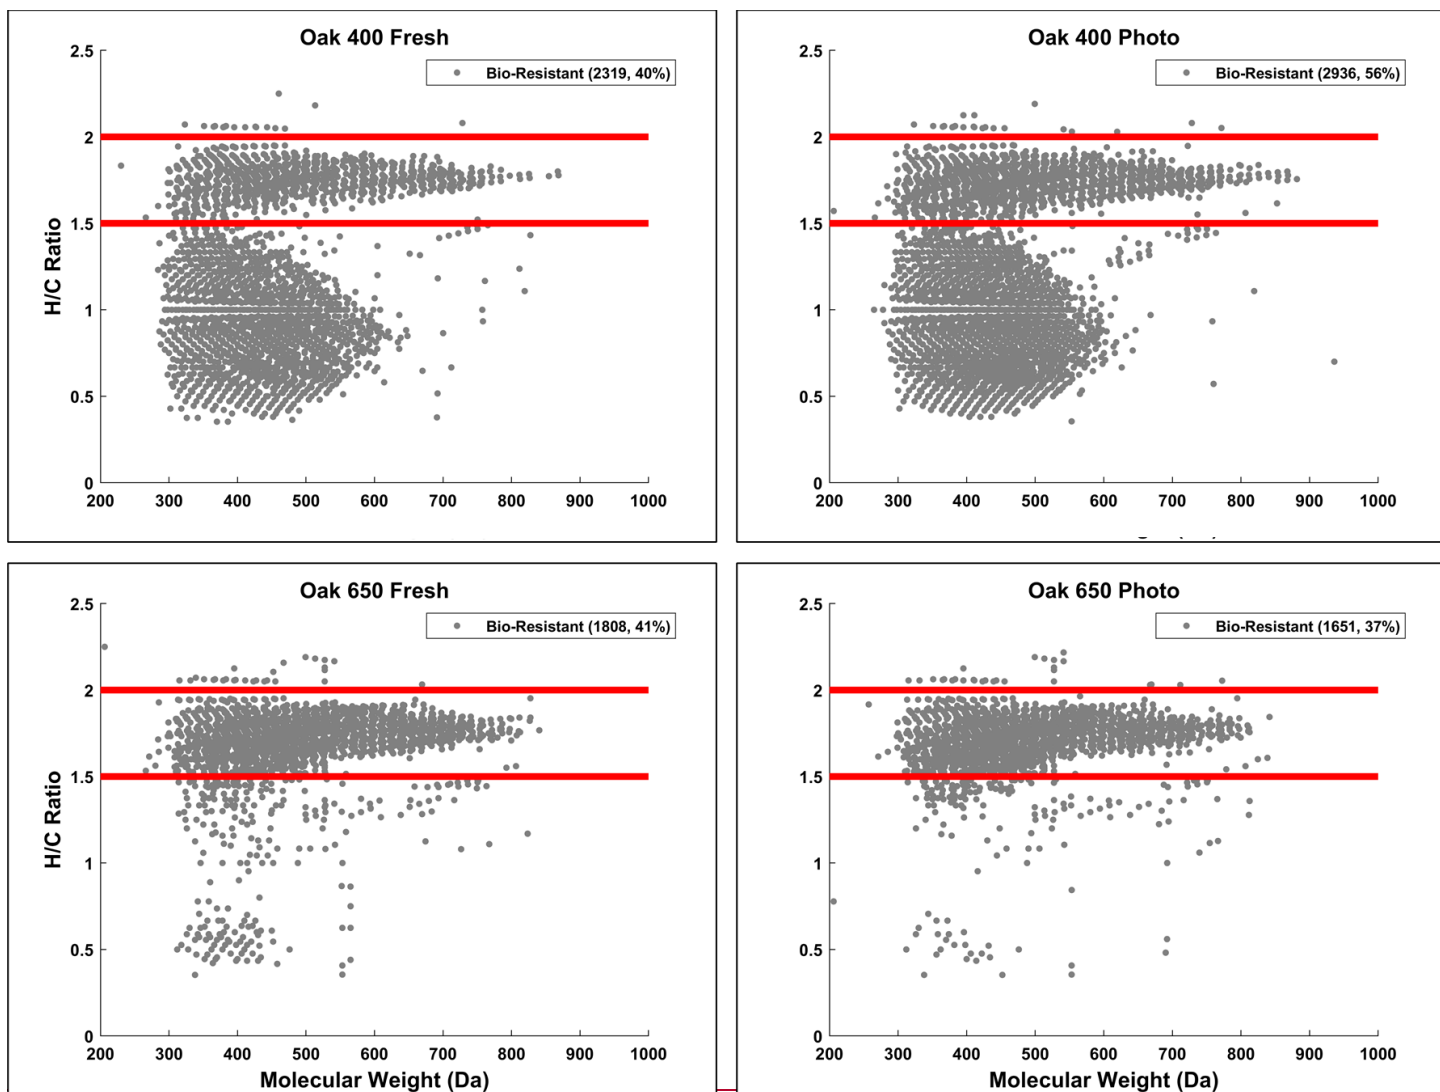 Oak 400 Fresh
Bio-Resistant (2319, 40%)
2.5
2
1.5
1
0.5
0
H/C Ratio
200 300 400 500 600 700 800 900 1000
Oak 400 Photo
Bio-Resistant (2936, 56%)
2.5
2
1.5
1
0.5
0
200 300 400 500 600 700 800 900 1000
Oak 650 Fresh
Bio-Resistant (1808, 41%)
2.5
2
1.5
1
0.5
0
H/C Ratio
200 300 400 500 600 700 800 900 1000
Molecular Weight (Da)
Oak 650 Photo
Bio-Resistant (1651, 37%)
2.5
2
1.5
1
0.5
0
200 300 400 500 600 700 800 900 1000
Molecular Weight (Da)